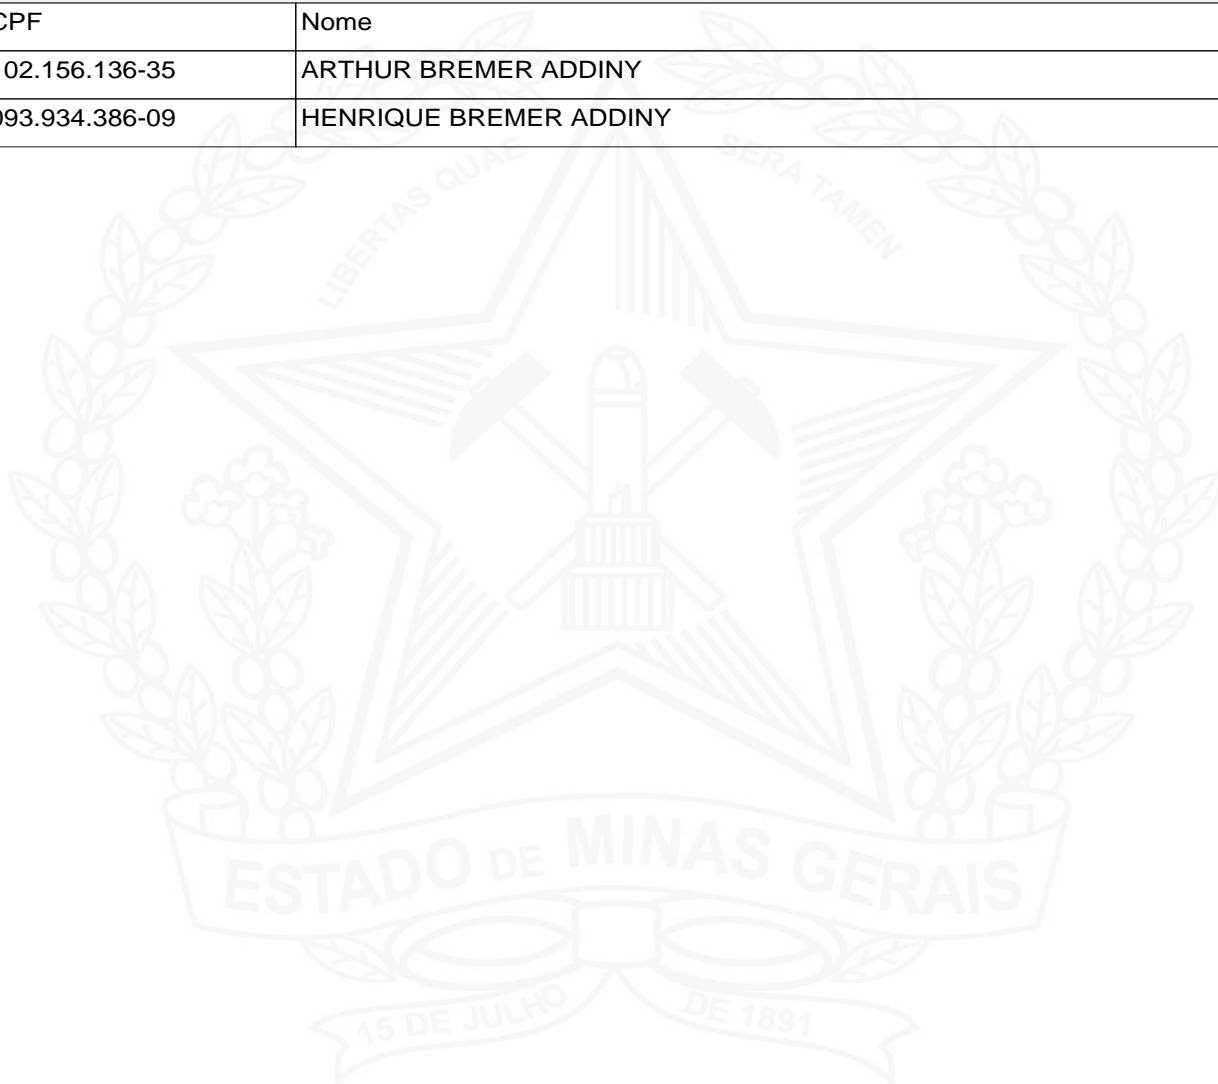 CPF Nome
02.156.136-35 ARTHUR BREMER ADDINY
093.934.386-09 HENRIQUE BREMER ADDINY
LIBERTAS QUAE SERA TAMEN
ESTADO DE MINAS GERAIS
15 DE JULHO DE 1891